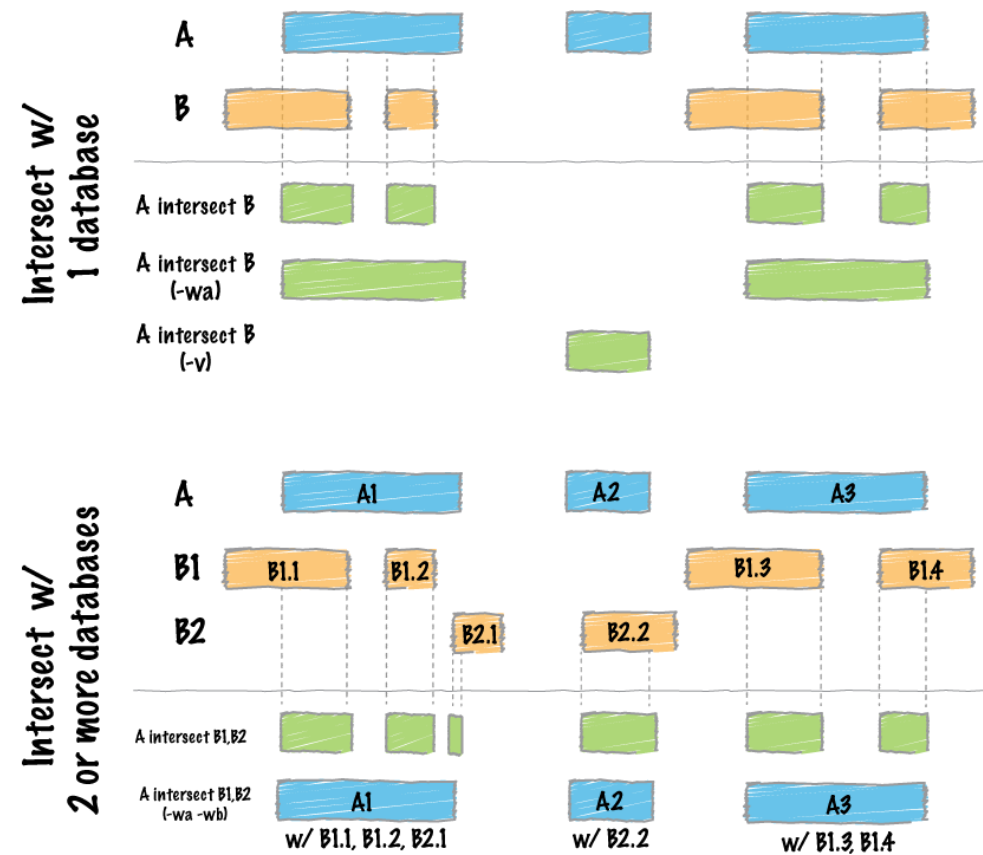 Intersect w/
1 database
A
B
A intersect B
A intersect B
(-wa)
A intersect B
(-v)
Intersect w/
2 or more databases
A
A1
A2
A3
B1
B1.1
B1.2
B1.3
B1.4
B2
B2.1
B2.2
A intersect B1,B2
A intersect B1,B2
(-wa -wb)
A1
A2
A3
w/ B1.1, B1.2, B2.1
w/ B2.2
w/ B1.3, B1.4